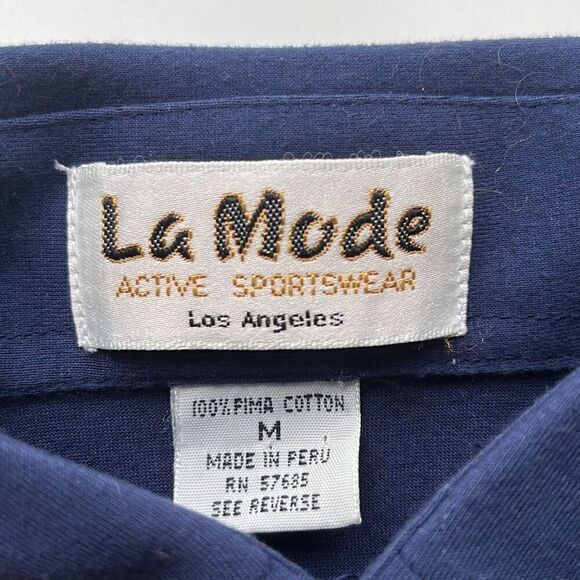 La Mode
ACTIVE SPORTSWEAR
Los Angeles
100% PIMA COTTON
M
MADE IN PERU
RN 57685
SEE REVERSE